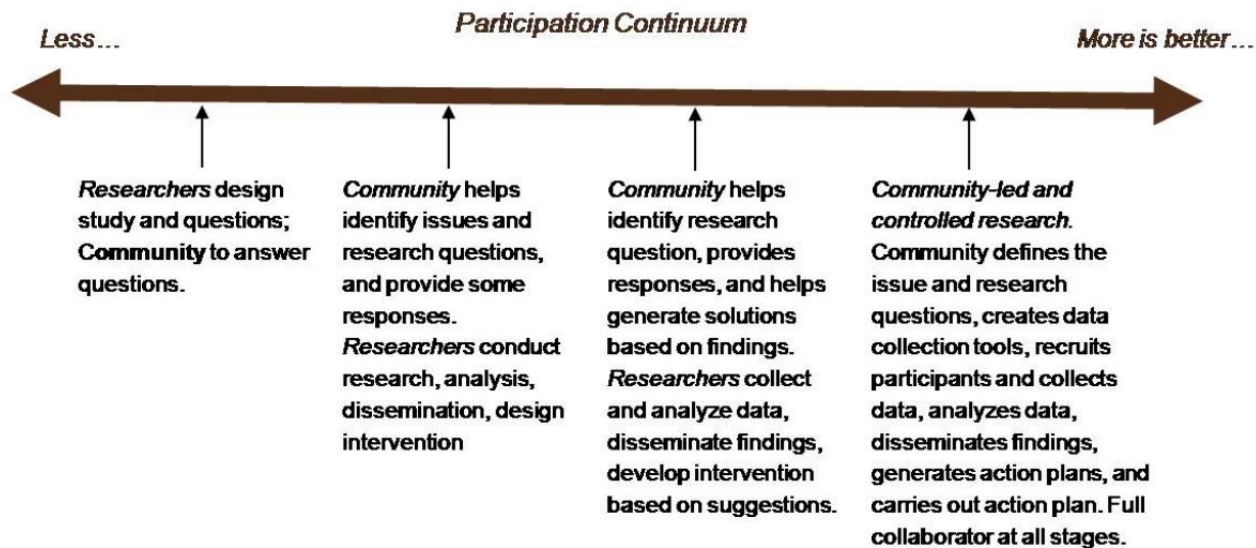 Participation Continuum
Less...
More is better...
Researchers design
study and questions;
Community to answer
questions.
Community helps
identify issues and
research questions,
and provide some
responses.
Researchers conduct
research, analysis,
dissemination, design
intervention
Community helps
identify research
question, provides
responses, and helps
generate solutions
based on findings.
Researchers collect
and analyze data,
disseminate findings,
develop intervention
based on suggestions.
Community-led and
controlled research.
Community defines the
issue and research
questions, creates data
collection tools, recruits
participants and collects
data, analyzes data,
disseminates findings,
generates action plans, and
carries out action plan. Full
collaborator at all stages.